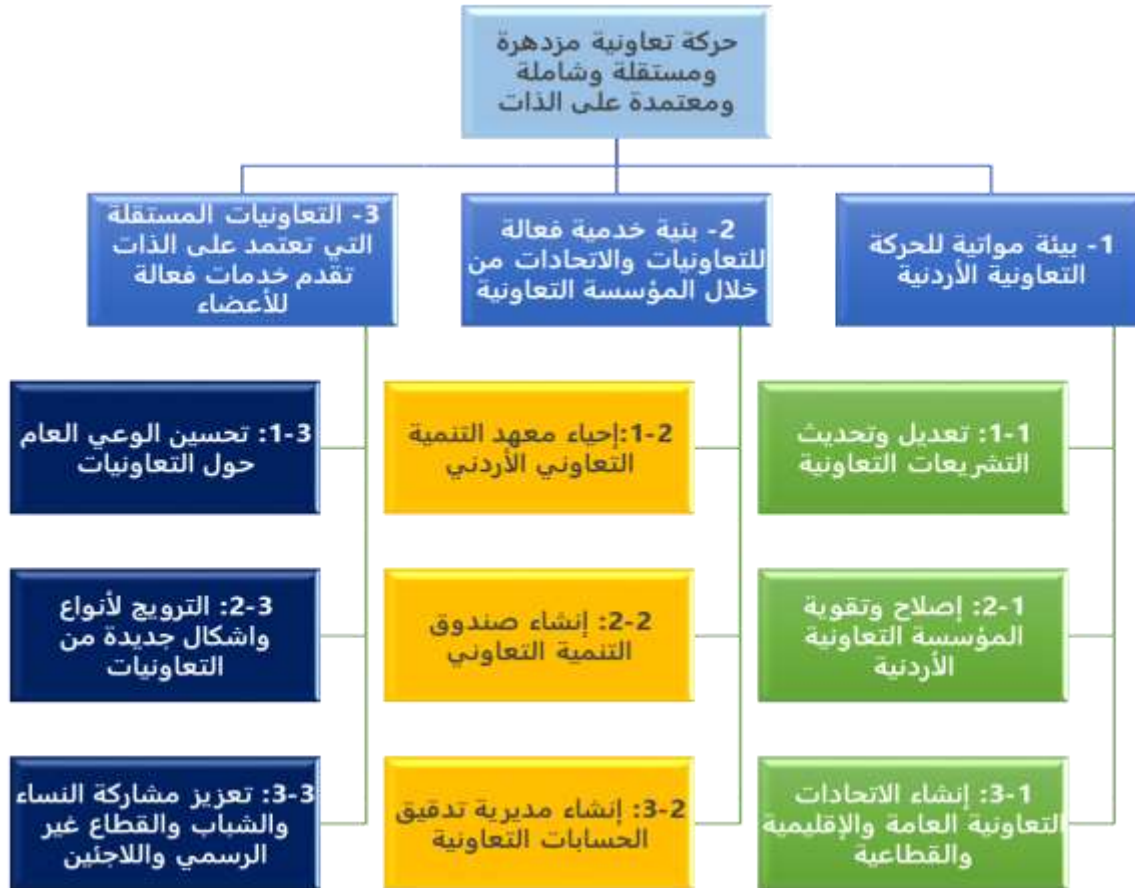 حركة تعاونية مزدهرة
ومستقلة وشاملة
ومعتمدة على الذات
1- بيئة مواتية للحركة
التعاونية الأردنية
2- بنية خدمية فعالة
للتعاونيات والاتحادات من
خلال المؤسسة التعاونية
3- التعاونيات المستقلة
التي تعتمد على الذات
تقدم خدمات فعالة
للأعضاء
1-1: تعديل وتحديث
التشريعات التعاونية
2-1: إصلاح وتقوية
المؤسسة التعاونية
الأردنية
3-1: إنشاء الاتحادات
التعاونية العامة والإقليمية
والقطاعية
1-2:إحياء معهد التنمية
التعاوني الأردني
2-2: إنشاء صندوق
التنمية التعاوني
3-2: إنشاء مديرية تدقيق
الحسابات التعاونية
1-3: تحسين الوعي العام
حول التعاونيات
2-3: الترويج لأنواع
واشكال جديدة من
التعاونيات
3-3: تعزيز مشاركة النساء
والشباب والقطاع غير
الرسمي واللاجئين